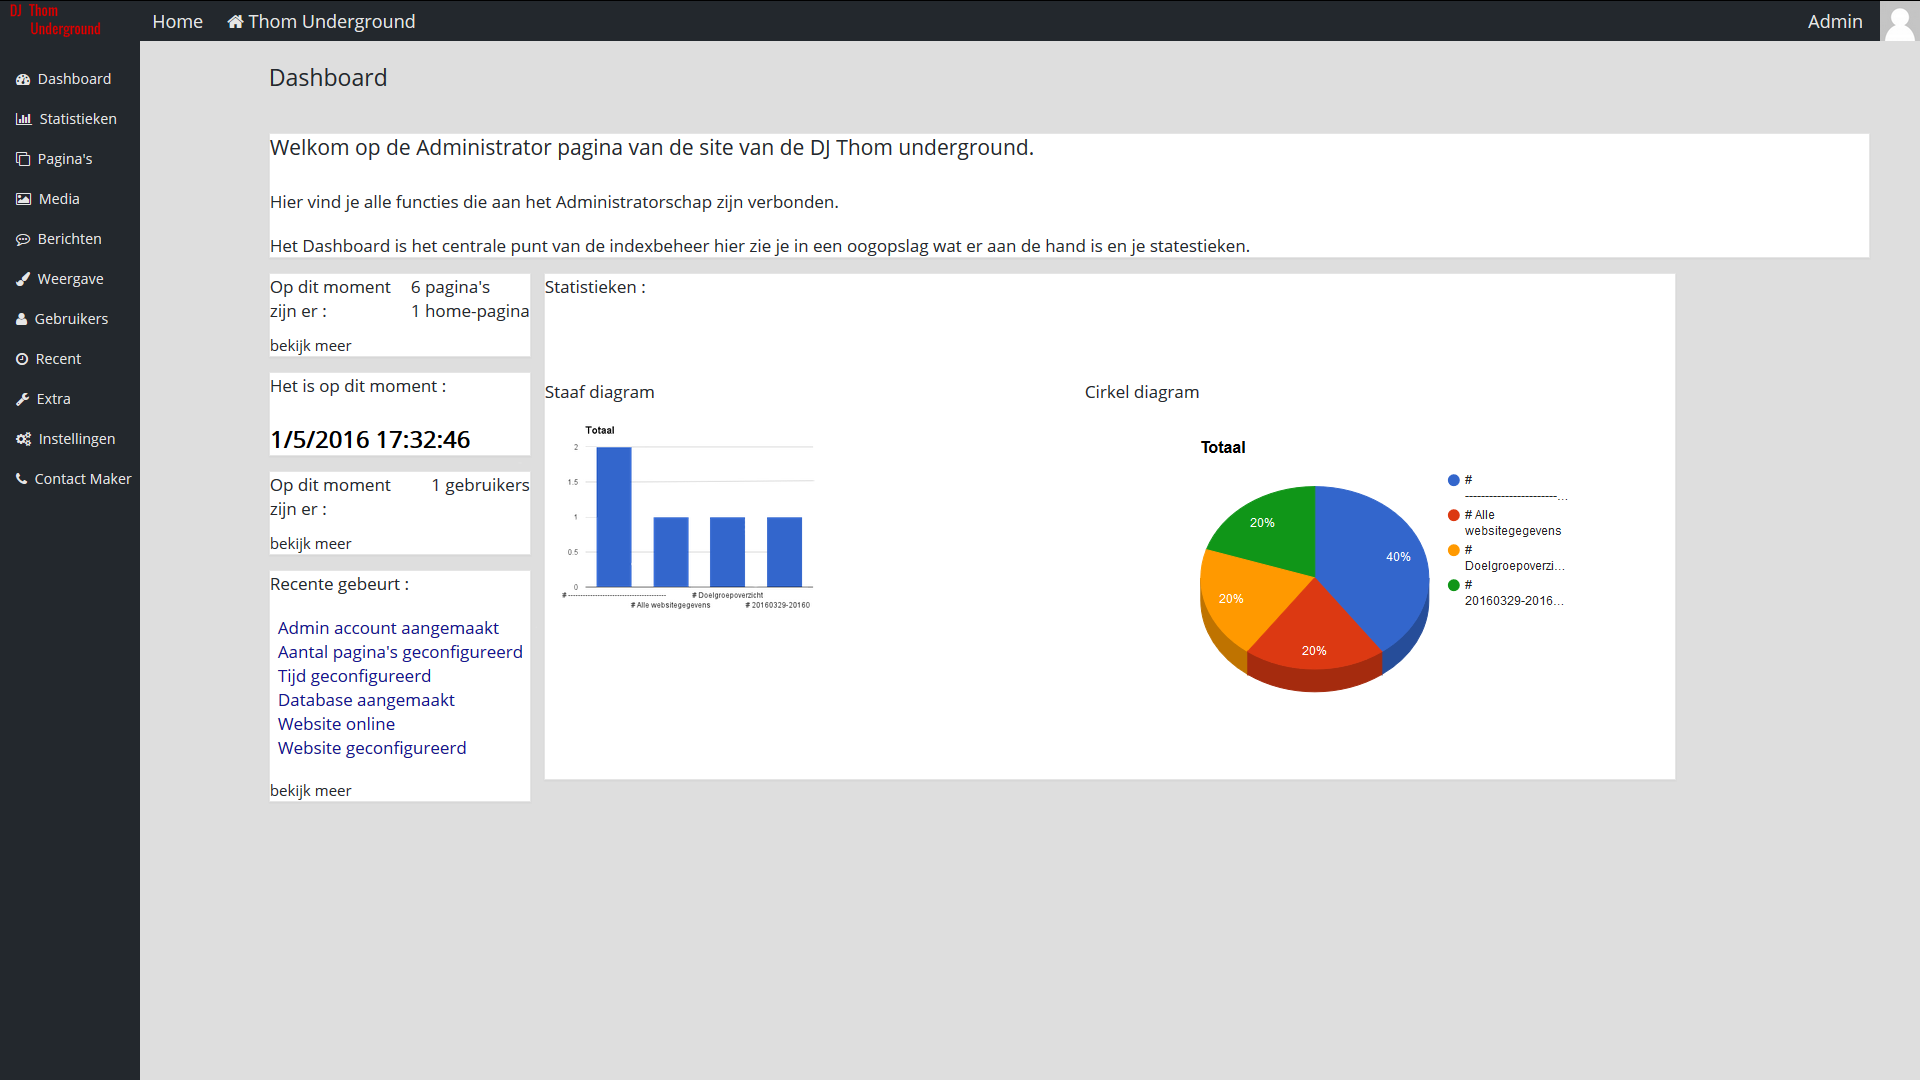 DJ Thom
Underground
Home
Thom Underground
Admin
Dashboard
Statistieken
Pagina's
Media
Berichten
Weergave
Gebruikers
Recent
Extra
Instellingen
Contact Maker
Dashboard
Welkom op de Administrator pagina van de site van de DJ Thom underground.
Hier vind je alle functies die aan het Administratorschap zijn verbonden.
Het Dashboard is het centrale punt van de indexbeheer hier zie je in een oogopslag wat er aan de hand is en je statestieken.
Op dit moment 6 pagina's
zijn er : 1 home-pagina
bekijk meer
Het is op dit moment :
1/5/2016 17:32:46
Op dit moment 1 gebruikers
zijn er :
bekijk meer
Recente gebeurt :
Admin account aangemaakt
Aantal pagina's geconfigureerd
Tijd geconfigureerd
Database aangemaakt
Website online
Website geconfigureerd
bekijk meer
Statistieken :
Staaf diagram
Totaal
2
1.5
1
0.5
0
# ----------------------------------------
# Doelgroepoverzicht
# Alle websitegegevens
# 20160329-20160
Cirkel diagram
Totaal
40%
20%
20%
20%
#
-----------------------...
# Alle
websitegegevens
#
Doelgroepoverzi...
#
20160329-2016...